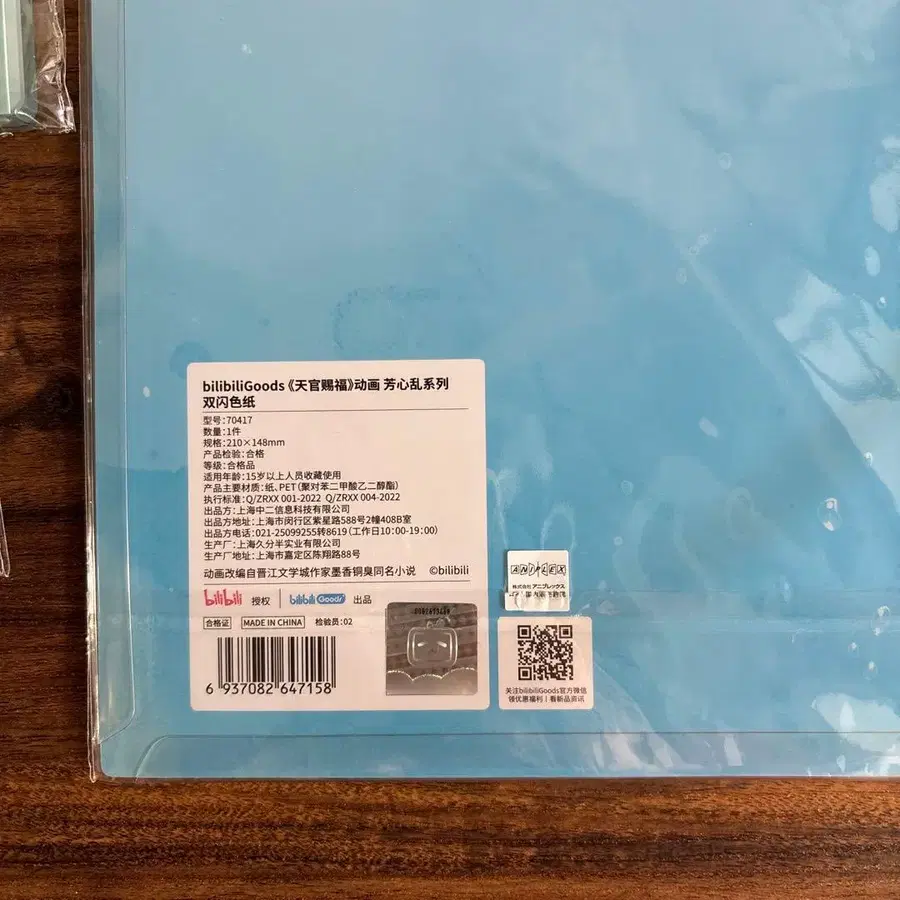 bilibiliGoods《天官赐福》动画 芳心乱系列
双闪色纸
型号:70417
数量:1件
规格:210×148mm
产品检验:合格
等级:合格品
适用年龄:15岁以上人员收藏使用
产品主要材质:纸、PET(聚对苯二甲酸乙二醇酯)
执行标准:Q/ZRXX 001-2022 Q/ZRXX 004-2022
出品方:上海中二信息科技有限公司
出品方地址:上海市闵行区紫星路588号2幢408B室
出品方电话:021-25099255转8619(工作日10:00-19:00)
生产厂:上海久分半实业有限公司
生产厂地址:上海市嘉定区陈翔路88号
动画改编自晋江文学城作家墨香铜臭同名小说 ©bilibili
bilibili 授权 bilibili Goods 出品
合格证 MADE IN CHINA 检验员:02
6 937082 647158
ANIPLEX
株式会社アニプレックス
关注bilibiliGoods官方微信
领优惠福利|看新品资讯